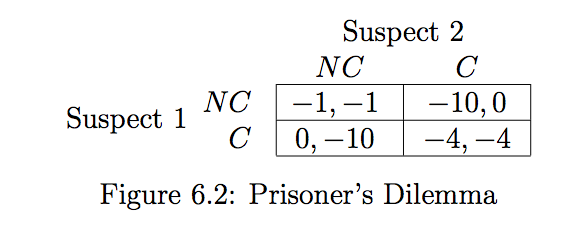 Suspect 2
NC C
Suspect 1
NC −1, −1 −10, 0
C 0, −10 −4, −4
Figure 6.2: Prisoner's Dilemma